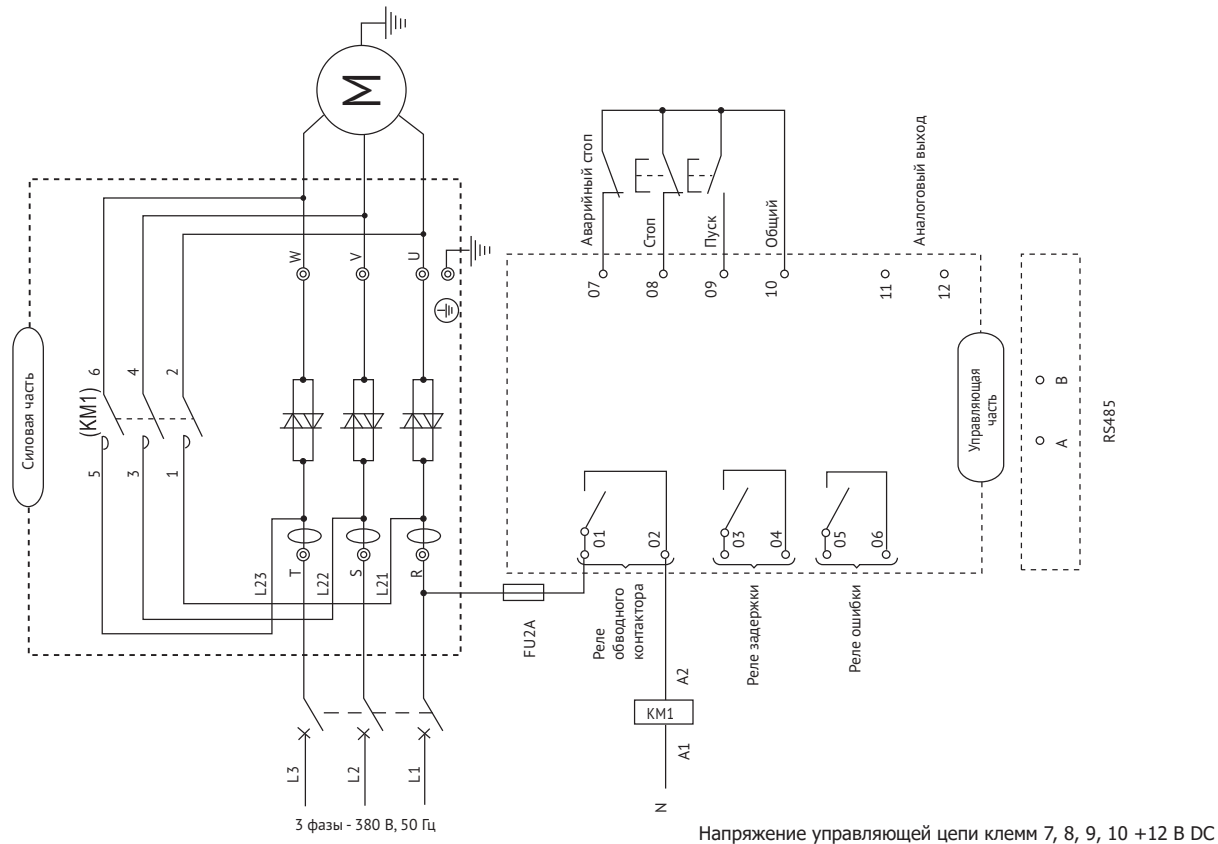 M
Силовая часть
(KM1)
6
4
2
5
3
1
W
V
U
L23
L22
L21
T
S
R
L3
L2
L1
3 фазы - 380 В, 50 Гц
Аварийный стоп
Стоп
Пуск
Общий
Аналоговый выход
07
08
09
10
11
12
Управляющая
часть
A
B
RS485
01
02
03
04
05
06
FU2A
Реле
обводного
контактора
Реле задержки
Реле ошибки
KM1
A2
A1
N
Напряжение управляющей цепи клемм 7, 8, 9, 10 +12 В DC